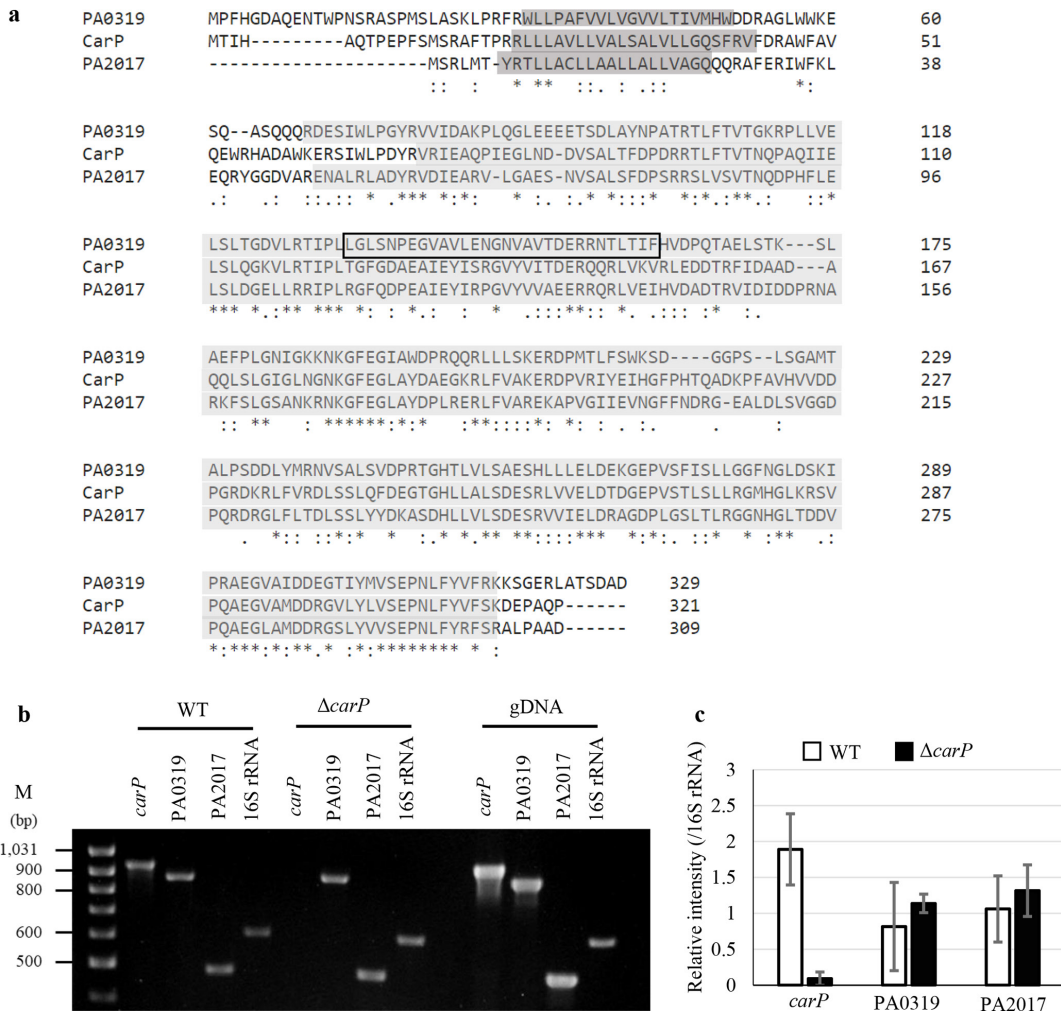 a
PA0319 MPFHGDAQENTWPNSRASPMSLASKLPRFRWLLPAFVVLVGVVLTIVMHWDDRAGLWWKE 60
CarP MTIH---------AQTPEPFSMSRAFTPRRLLLAVLLVALSALVLLGQSFRVFDRAWFAV 51
PA2017 ---------------------MSRLMT-YRTLLACLLAALLALLVAGQQQRAFERIWFKL 38
:: : * ** ::. : :: *:
PA0319 SQ--ASQQQRDESIWLPGYRVVIDAKPLQGLEEEETSDLAYNPATRTLFTVTGKRPLLVE 118
CarP QEWRHADAWKERSIWLPDYRVRIEAQPIEGLND-DVSALTFDPDRRTLFTVTNQPAQIIE 110
PA2017 EQRYGGDVARENALRLADYRVDIEARV-LGAES-NVSALSFDPSRRSLVSVTNQDPHFLE 96
.: .: :: * .*** *:*: * :.* *::* *:*.:**.: .:*
PA0319 LSLTGDVLRTIPLLGLSNPEGVAVLENGNVAVTDERRNTLTIFHVDPQTAELSTK---SL 175
CarP LSLQGKVLRTIPLTGFGDAEAIEYISRGVYVITDERQQRLVKVRLEDDTRFIDAAD---A 167
PA2017 LSLDGELLRRIPLRGFQDPEAIEYIRPGVYVVAEERRQRLVEIHVDADTRVIDIDDPRNA 156
*** *.:** *** *: : *.: : * .:::**:: * .::: :* :.
PA0319 AEFPLGNIGKKNKGFEGIAWDPRQQRLLLSKERDPMTLFSWKSD----GGPS--LSGAMT 229
CarP QQLSLGIGLNGNKGFEGLAYDAEGKRLFVAKERDPVRIYEIHGFPHTQADKPFAVHVVDD 227
PA2017 RKFSLGSANKRNKGFEGLAYDPLRERLFVAREKAPVGIIEVNGFFNDRG-EALDLSVGGD 215
:: ** : ******:*:* :**::::*: *: : . :. . :
PA0319 ALPSDDLYMRNVSALSVDPRTGHTLVLSAESHLLLELDEKGEPVSFISLLGGFNGLDSKI 289
CarP PGRDKRLFVRDLSSLQFDEGTGHLLALSDESRLVVELDTDGEPVSTLSLLRGMHGLKRSV 287
PA2017 PQRDRGLFLTDLSSLYYDKASDHLLVLSDESRVVIELDRAGDPLGSLTLRGGNHGLTDDV 275
. *:: ::*:* * :.* *.** **::::*** *:*:. ::* * :** .:
PA0319 PRAEGVAIDDEGTIYMVSEPNLFYVFRKKSGERLATSDAD 329
CarP PQAEGVAMDDRGVLYLVSEPNLFYVFSKDEPAQP------ 321
PA2017 PQAEGLAMDDRGSLYVVSEPNLFYRFSRALPAAD------ 309
*:***:*:**.* :*:******** * :
b
WT ΔcarP gDNA
carP PA0319 PA2017 16S rRNA carP PA0319 PA2017 16S rRNA carP PA0319 PA2017 16S rRNA
M
(bp)
1,031
900
800
600
500
c
WT ΔcarP
Relative intensity (/16S rRNA)
3
2.5
2
1.5
1
0.5
0
carP PA0319 PA2017